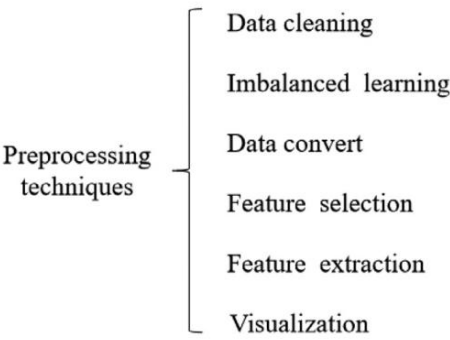 Preprocessing
techniques
Data cleaning
Imbalanced learning
Data convert
Feature selection
Feature extraction
Visualization